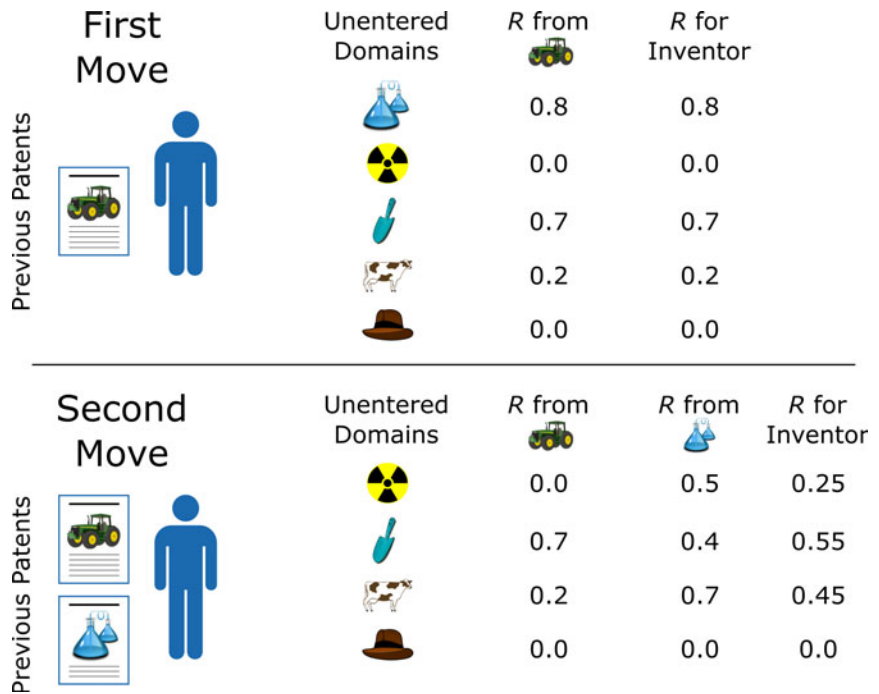 First
Move
Previous Patents
Unentered
Domains
R from
R for
Inventor
0.8 0.8
0.0 0.0
0.7 0.7
0.2 0.2
0.0 0.0
Second
Move
Previous Patents
Unentered
Domains
R from
R from
R for
Inventor
0.0 0.5 0.25
0.7 0.4 0.55
0.2 0.7 0.45
0.0 0.0 0.0